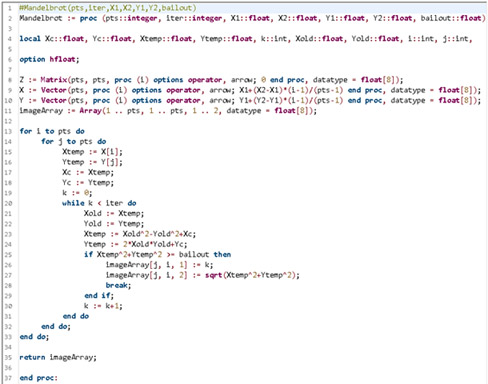 1 #Mandelbrot(pts,iter,X1,X2,Y1,Y2,bailout)
2 Mandelbrot := proc (pts::integer, iter::integer, X1::float, X2::float, Y1::float, Y2::float, bailout::float)
3
4 local Xc::float, Yc::float, Xtemp::float, Ytemp::float, k::int, Xold::float, Yold::float, i::int, j::int,
5
6 option hfloat;
7
8 Z := Matrix(pts, pts, proc (i) options operator, arrow; 0 end proc, datatype = float[8]);
9 X := Vector(pts, proc (i) options operator, arrow; X1+(X2-X1)*(i-1)/(pts-1) end proc, datatype = float[8]);
10 Y := Vector(pts, proc (i) options operator, arrow; Y1+(Y2-Y1)*(i-1)/(pts-1) end proc, datatype = float[8]);
11 imageArray := Array(1 .. pts, 1 .. pts, 1 .. 2, datatype = float[8]);
12
13 for i to pts do
14 for j to pts do
15 Xtemp := X[i];
16 Ytemp := Y[j];
17 Xc := Xtemp;
18 Yc := Ytemp;
19 k := 0;
20 while k < iter do
21 Xold := Xtemp;
22 Yold := Ytemp;
23 Xtemp := Xold^2-Yold^2+Xc;
24 Ytemp := 2*Xold*Yold+Yc;
25 if Xtemp^2+Ytemp^2 >= bailout then
26 imageArray[j, i, 1] := k;
27 imageArray[j, i, 2] := sqrt(Xtemp^2+Ytemp^2);
28 break;
29 end if;
30 k := k+1;
31 end do
32 end do;
33 end do;
34
35 return imageArray;
36
37 end proc: